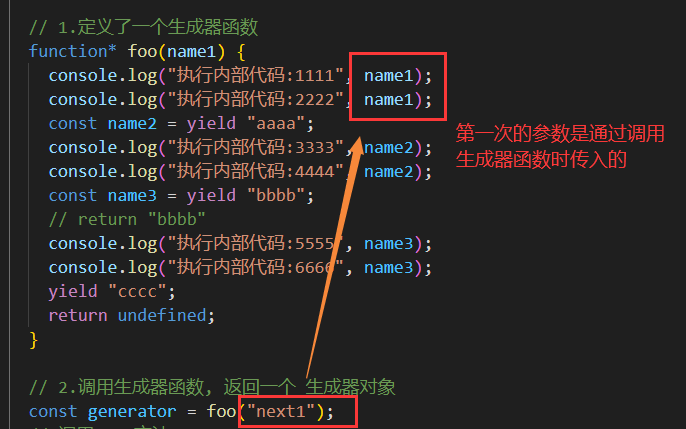 // 1.定义了一个生成器函数
function* foo(name1) {
console.log("执行内部代码:1111", name1);
console.log("执行内部代码:2222", name1);
const name2 = yield "aaaa";
console.log("执行内部代码:3333", name2);
console.log("执行内部代码:4444", name2);
const name3 = yield "bbbb";
// return "bbbb"
console.log("执行内部代码:5555", name3);
console.log("执行内部代码:6666", name3);
yield "cccc";
return undefined;
}
第一次的参数是通过调用
生成器函数时传入的
// 2.调用生成器函数, 返回一个 生成器对象
const generator = foo("next1");